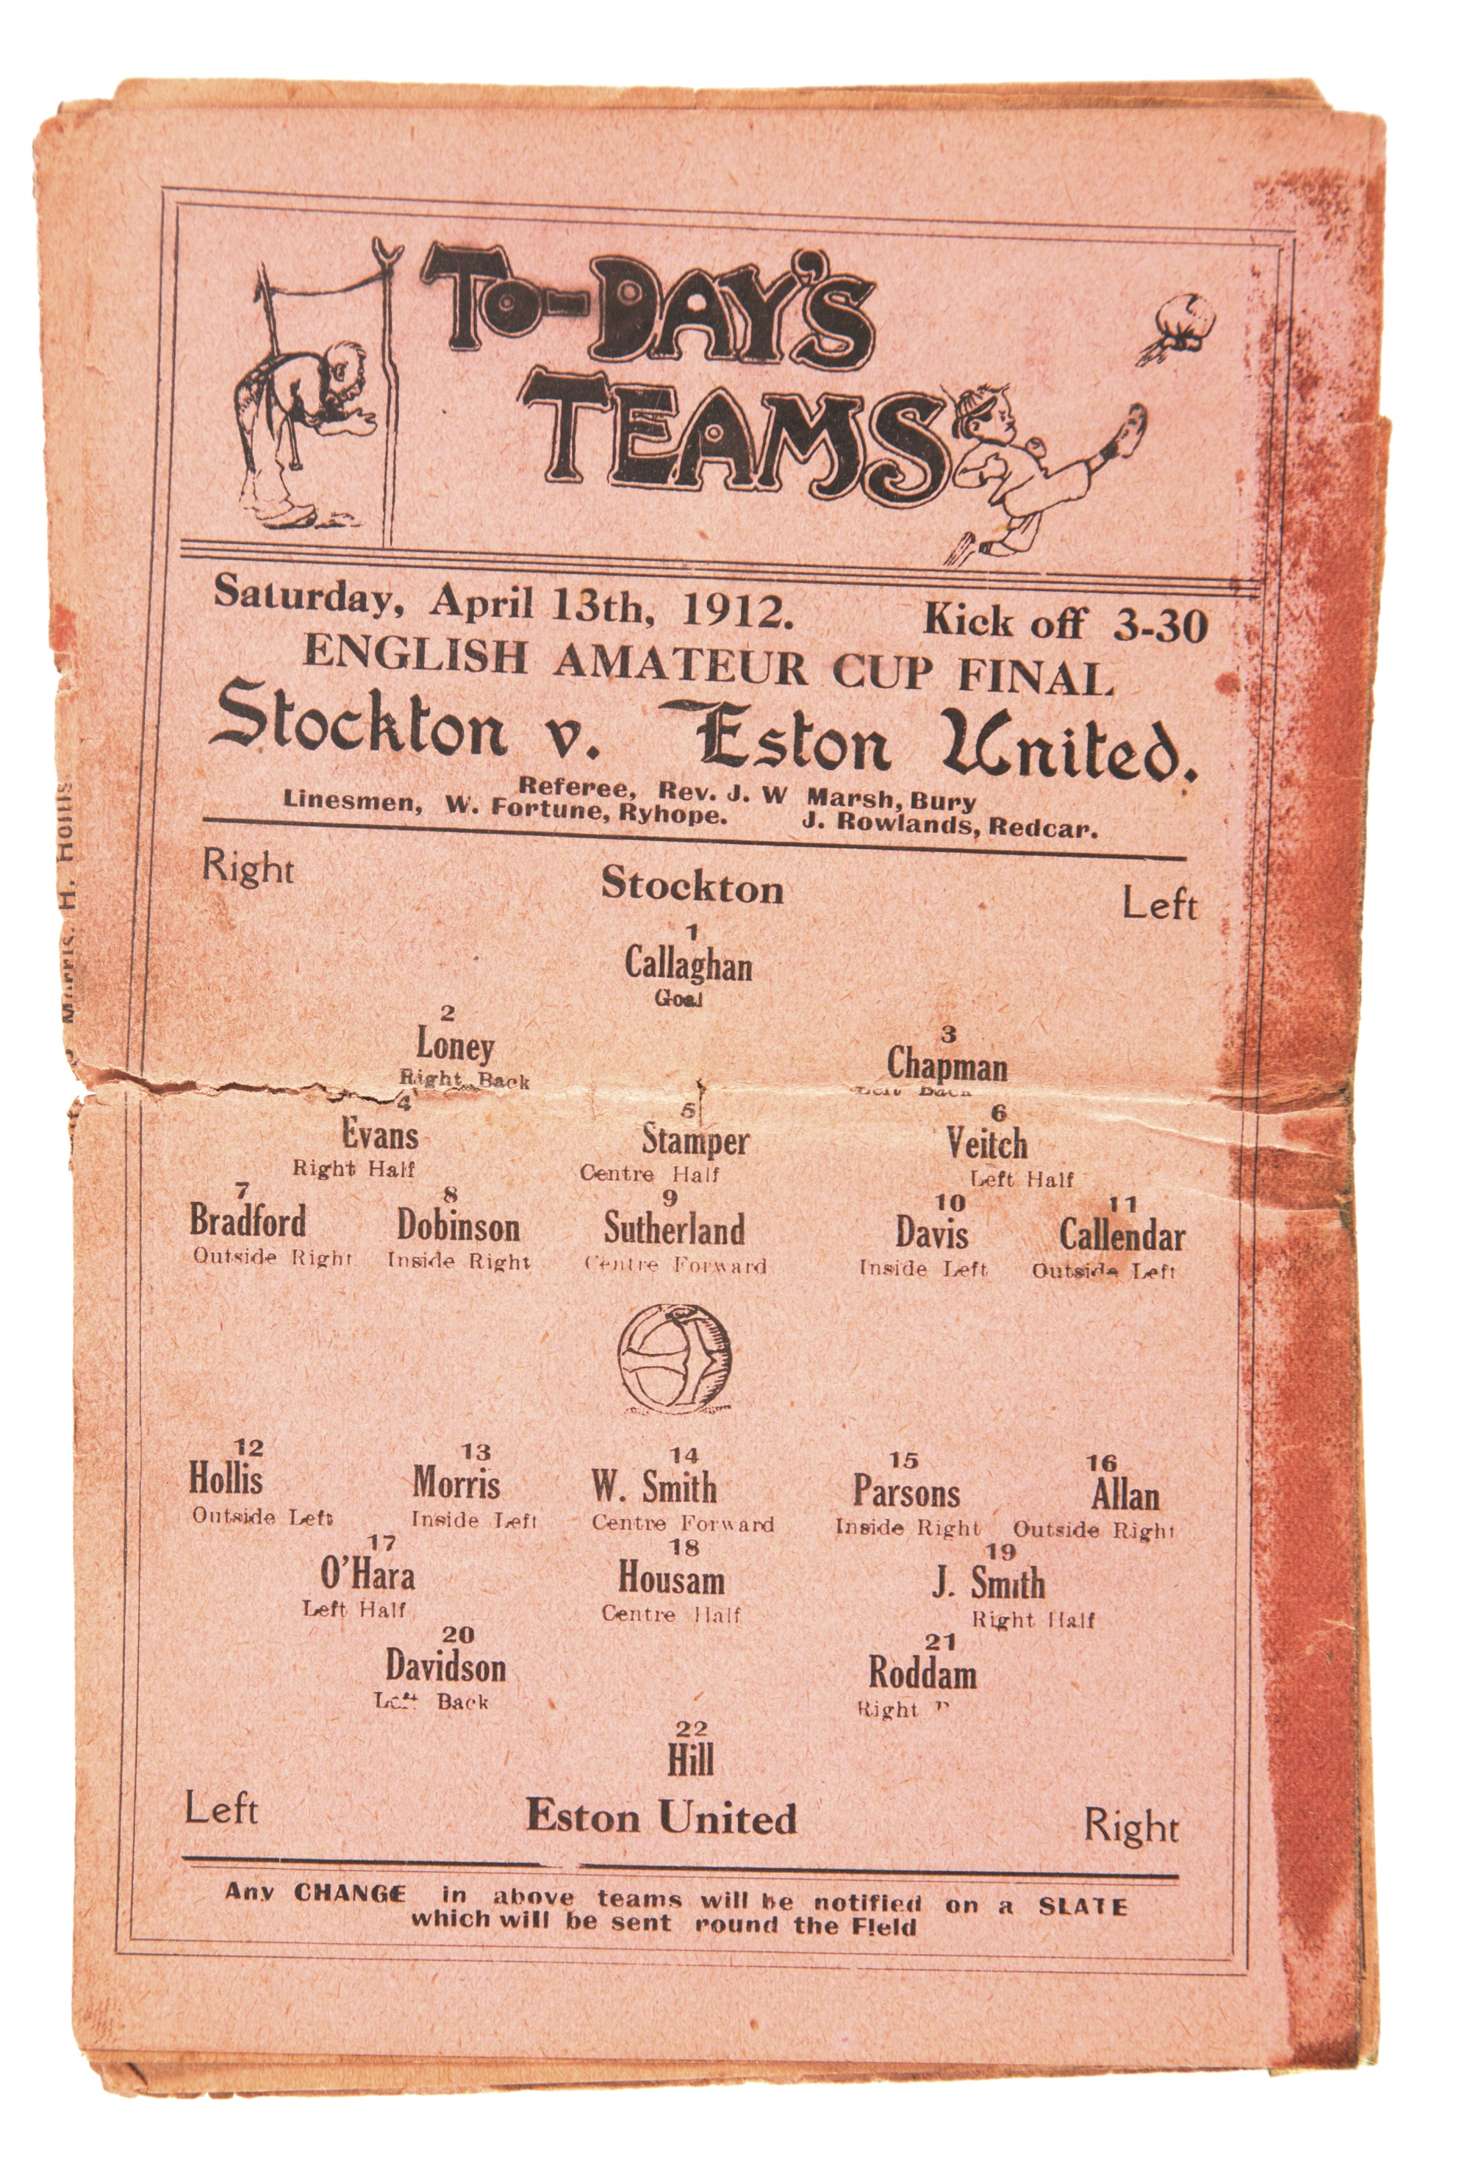 TO-DAY'S
TEAMS
Saturday, April 13th, 1912. Kick off 3-30
ENGLISH AMATEUR CUP FINAL
Stockton v. Eston United.
Referee, Rev. J. W Marsh, Bury
Linesmen, W. Fortune, Ryhope. J. Rowlands, Redcar.
Right Stockton Left
1
Callaghan
Goal
2 3
Loney Chapman
Right Back Left Back
4 5 6
Evans Stamper Veitch
Right Half Centre Half Left Half
7 8 9 10 11
Bradford Dobinson Sutherland Davis Callendar
Outside Right Inside Right Centre Forward Inside Left Outside Left
12 13 14 15 16
Hollis Morris W. Smith Parsons Allan
Outside Left Inside Left Centre Forward Inside Right Outside Right
17 18 19
O'Hara Housam J. Smith
Left Half Centre Half Right Half
20 21
Davidson Roddam
Left Back Right
22
Hill
Left Eston United Right
Any CHANGE in above teams will be notified on a SLATE
which will be sent round the Field
Morris, H. Hollis